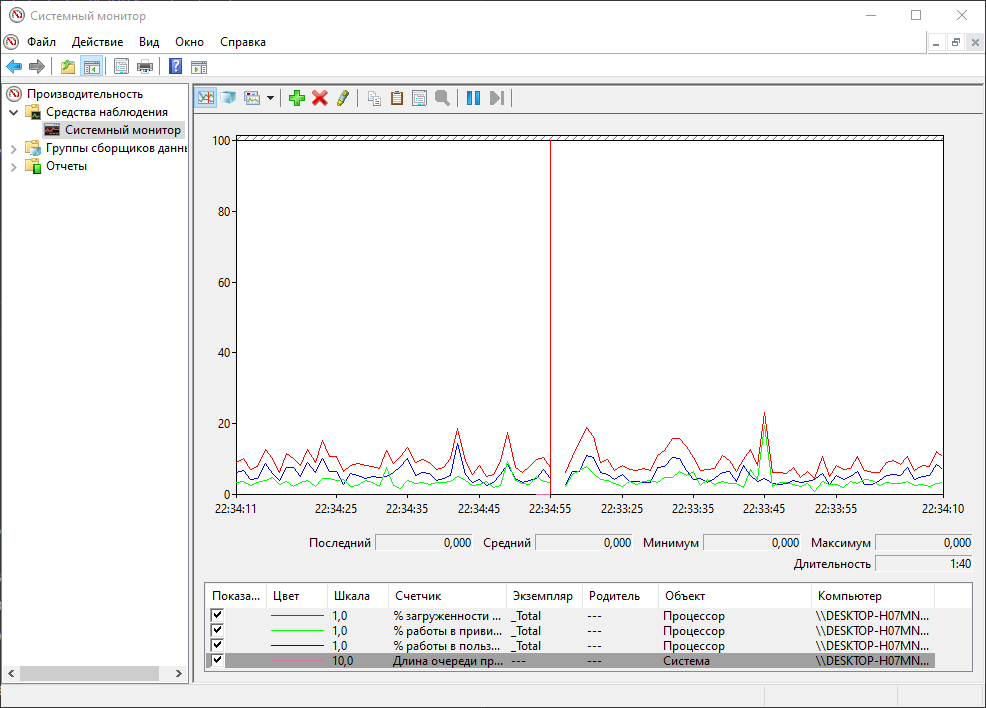 Системный монитор
Файл Действие Вид Окно Справка
Производительность
Средства наблюдения
Системный монитор
Группы сборщиков даннь
Отчеты
100
80
60
40
20
0
22:34:11 22:34:25 22:34:35 22:34:45 22:34:55 22:33:25 22:33:35 22:33:45 22:33:55 22:34:10
Последний 0,000 Средний 0,000 Минимум 0,000 Максимум 0,000
Длительность 1:40
Показа... Цвет Шкала Счетчик Экземпляр Родитель Объект Компьютер
1,0 % загруженности ... _Total --- Процессор \\DESKTOP-H07MN...
1,0 % работы в приви... _Total --- Процессор \\DESKTOP-H07MN...
1,0 % работы в польз... _Total --- Процессор \\DESKTOP-H07MN...
10,0 Длина очереди пр... --- --- Система \\DESKTOP-H07MN...